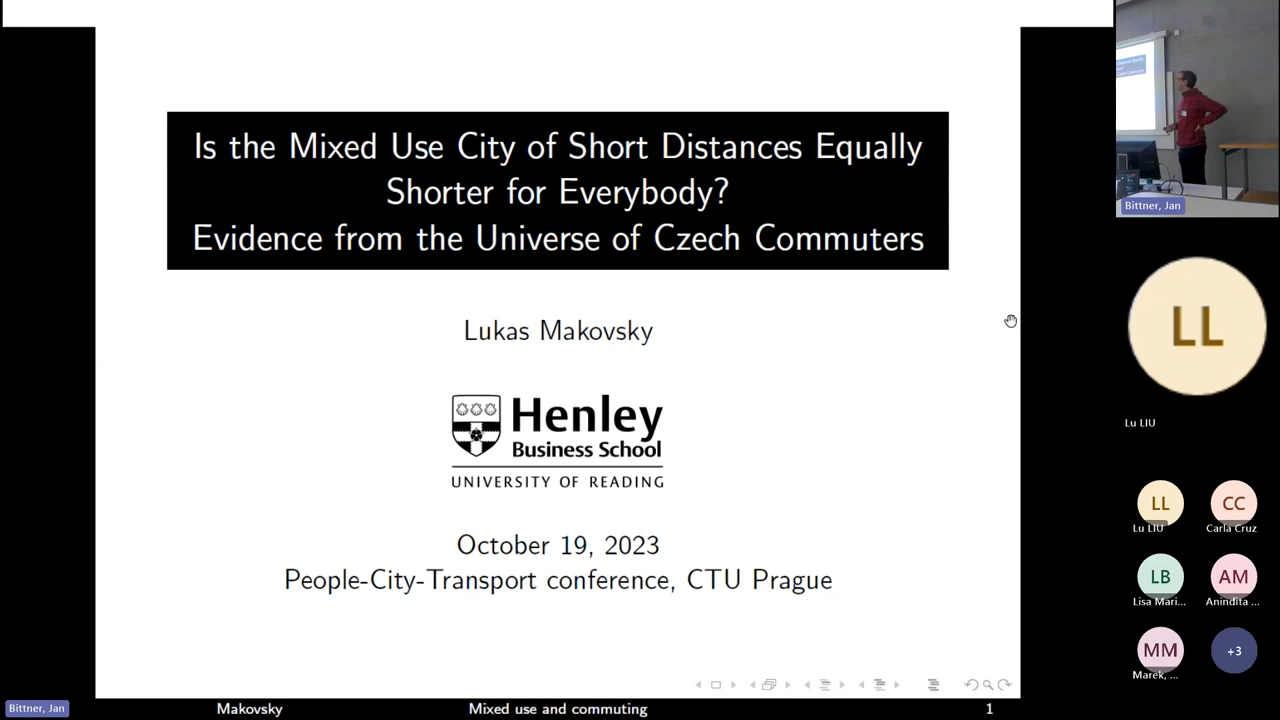 Is the Mixed Use City of Short Distances Equally
Shorter for Everybody?
Evidence from the Universe of Czech Commuters
Lukas Makovsky
Henley
Business School
UNIVERSITY OF READING
October 19, 2023
People-City-Transport conference, CTU Prague
Makovsky
Mixed use and commuting
1
Bittner, Jan
Bittner, Jan
LL
Lu LIU
LL
Lu LIU
CC
Carla Cruz
LB
Lisa Mari...
AM
Anindita ...
MM
Marek, ...
+3